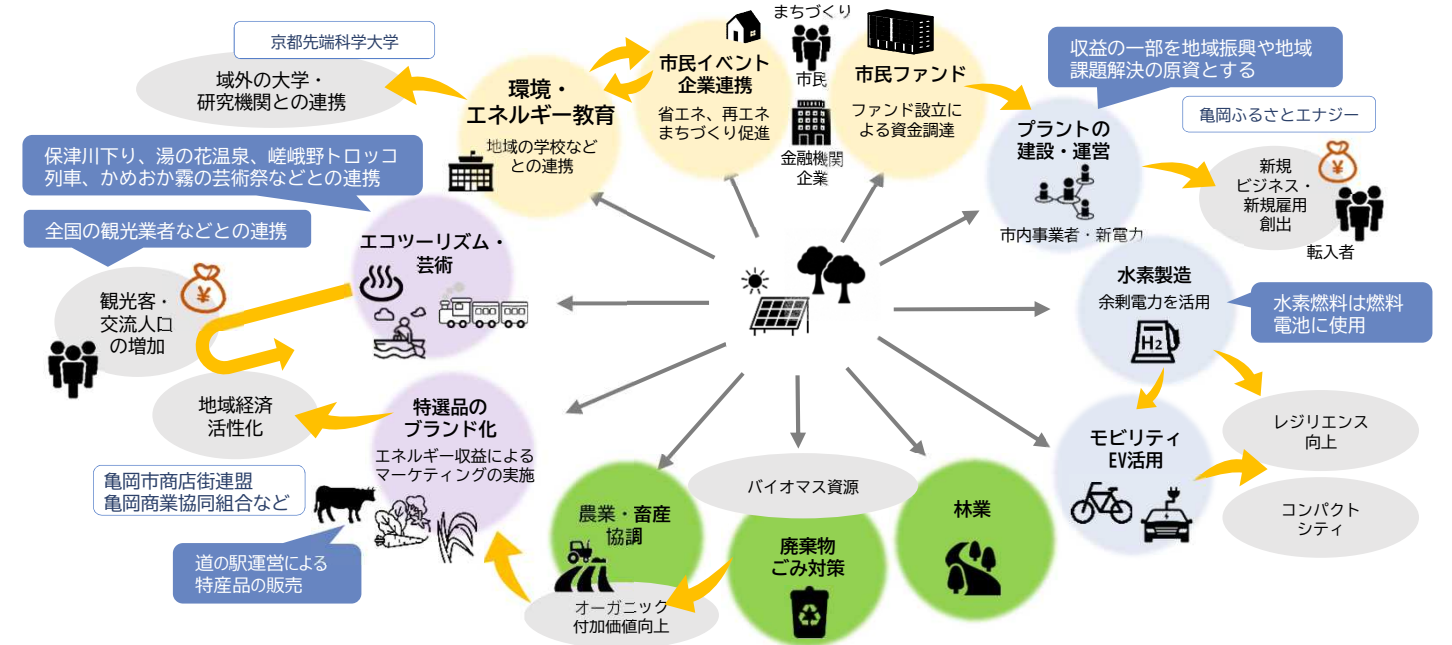 京都先端科学大学
域外の大学・
研究機関との連携
環境・
エネルギー教育
地域の学校など
との連携
市民イベント
企業連携
省エネ、再エネ
まちづくり促進
まちづくり
市民
金融機関
企業
市民ファンド
ファンド設立に
よる資金調達
収益の一部を地域振興や地域
課題解決の原資とする
プラントの
建設・運営
市内事業者・新電力
亀岡ふるさとエナジー
新規
ビジネス・
新規雇用
創出
¥
転入者
保津川下り、湯の花温泉、嵯峨野トロッコ
列車、かめおか霧の芸術祭などとの連携
全国の観光業者などとの連携
エコツーリズム・
芸術
観光客・
交流人口
の増加
¥
地域経済
活性化
水素製造
余剰電力を活用
H2
水素燃料は燃料
電池に使用
モビリティ
EV活用
レジリエンス
向上
コンパクト
シティ
特選品の
ブランド化
エネルギー収益による
マーケティングの実施
亀岡市商店街連盟
亀岡商業協同組合など
道の駅運営による
特産品の販売
農業・畜産
協調
オーガニック
付加価値向上
バイオマス資源
廃棄物
ごみ対策
林業